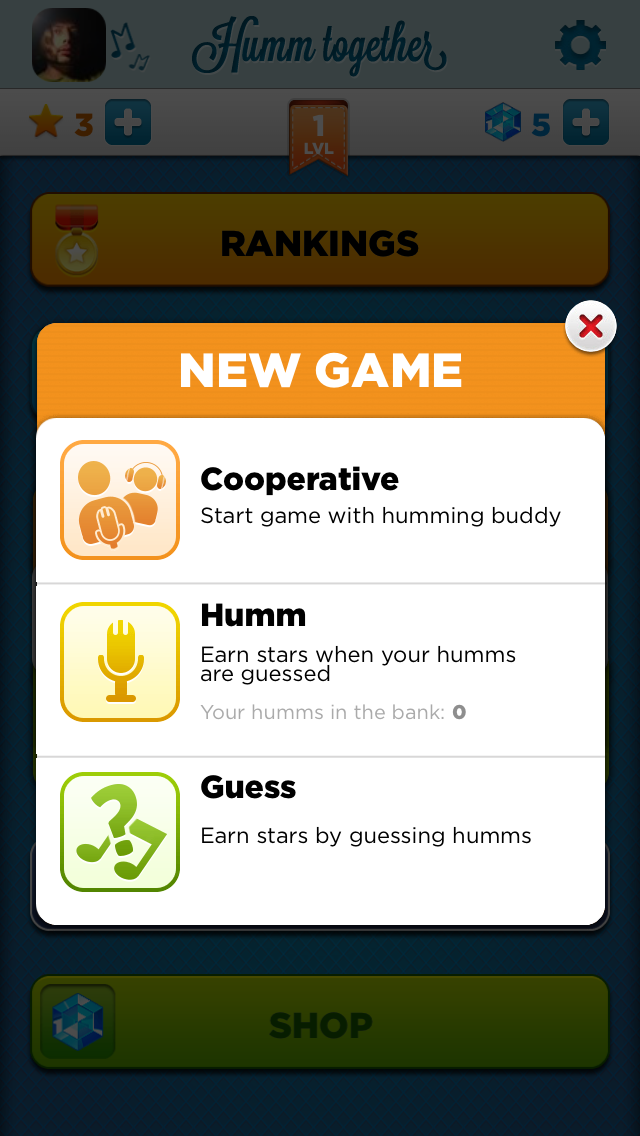 Humm together
3
1
LVL
5
RANKINGS
NEW GAME
Cooperative
Start game with humming buddy
Humm
Earn stars when your humms
are guessed
Your humms in the bank: 0
Guess
Earn stars by guessing humms
SHOP